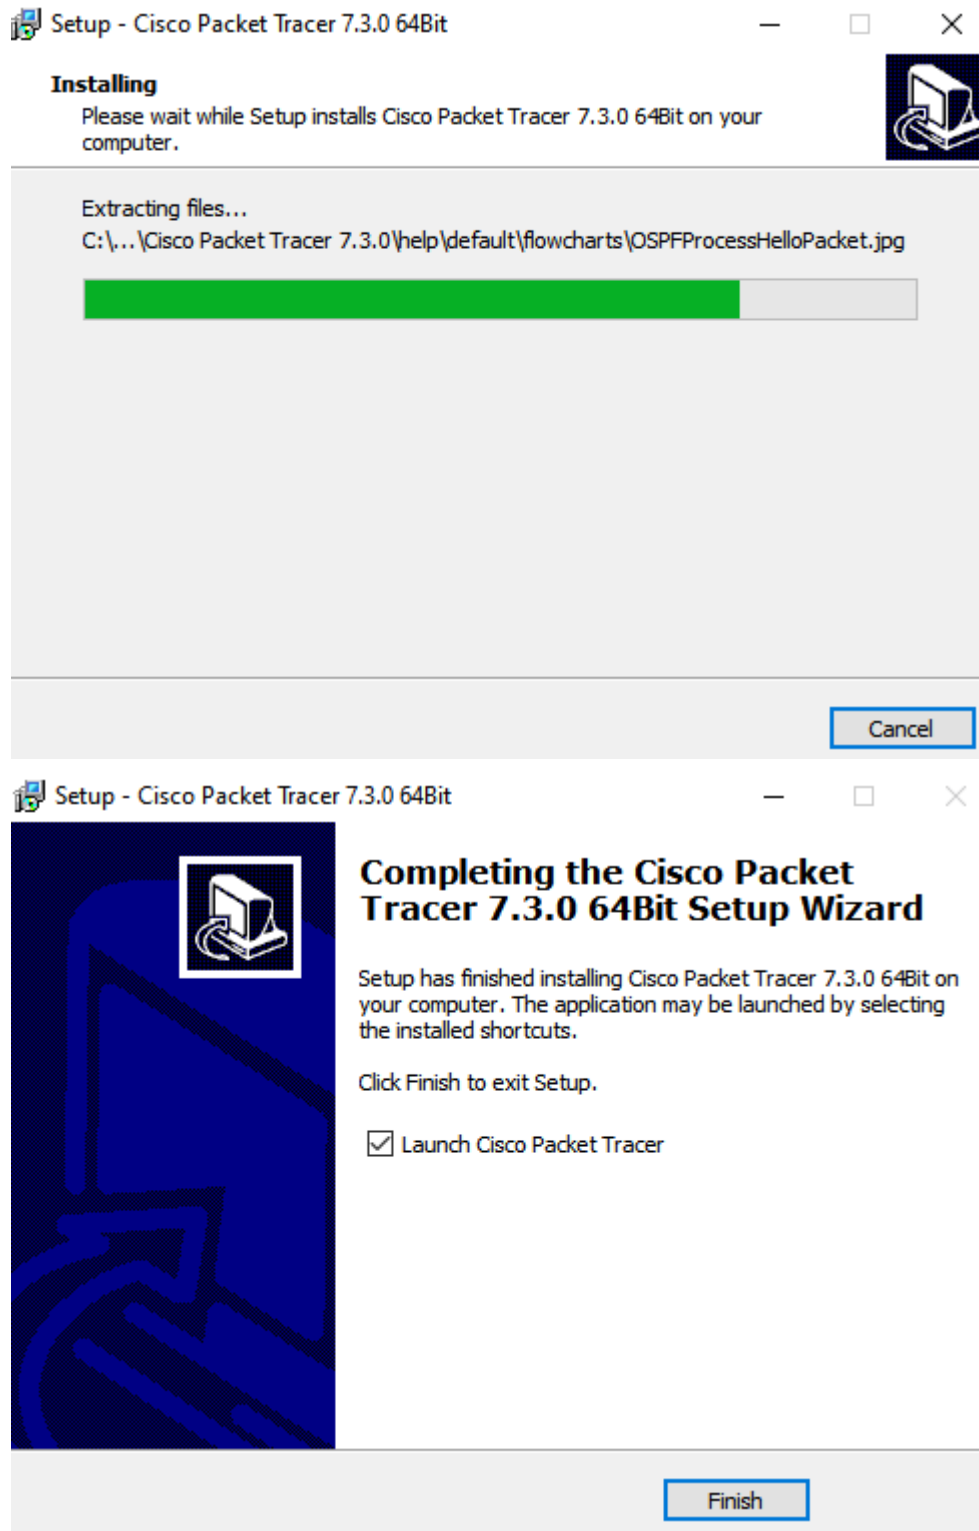 Setup - Cisco Packet Tracer 7.3.0 64Bit
Installing
Please wait while Setup installs Cisco Packet Tracer 7.3.0 64Bit on your
computer.
Extracting files...
C:\...\Cisco Packet Tracer 7.3.0\help\default\flowcharts\OSPFProcessHelloPacket.jpg
Cancel
Setup - Cisco Packet Tracer 7.3.0 64Bit
Completing the Cisco Packet
Tracer 7.3.0 64Bit Setup Wizard
Setup has finished installing Cisco Packet Tracer 7.3.0 64Bit on
your computer. The application may be launched by selecting
the installed shortcuts.
Click Finish to exit Setup.
Launch Cisco Packet Tracer
Finish